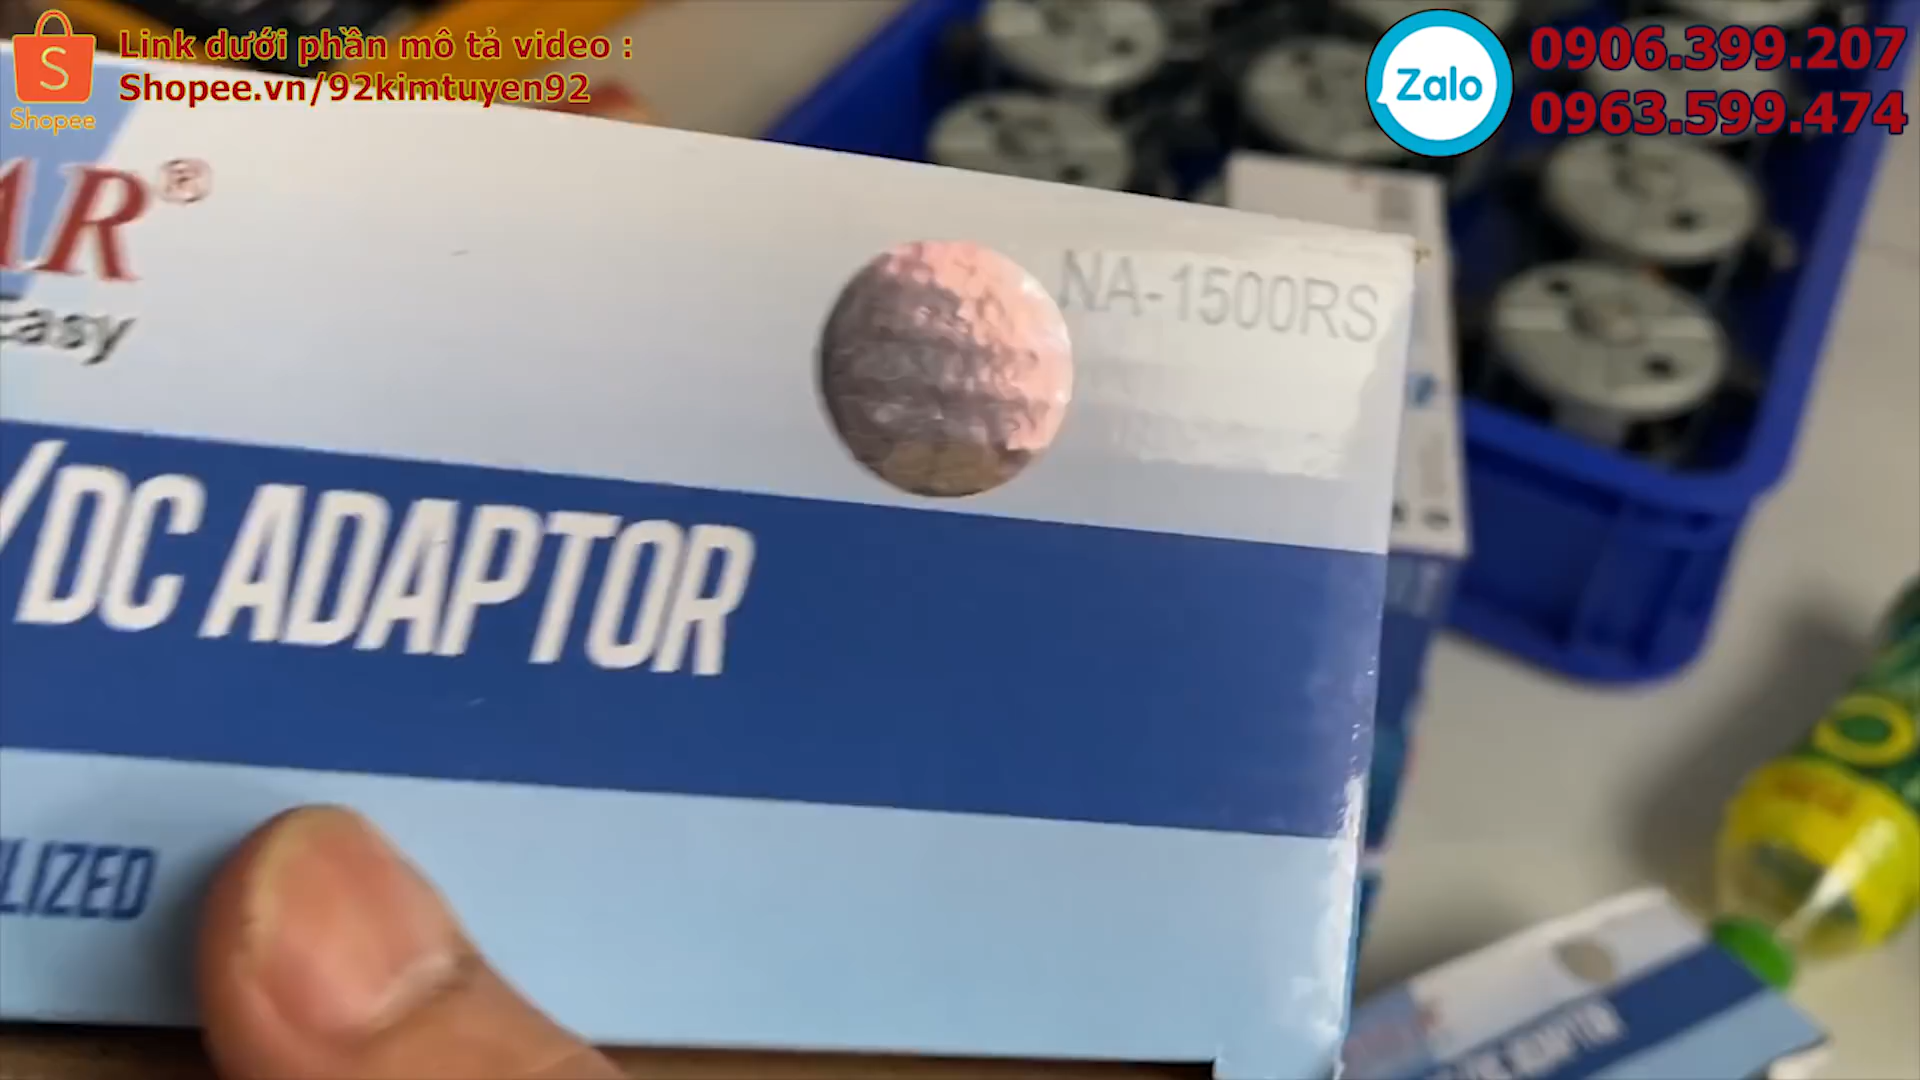 Link dưới phần mô tả video :
Shopee.vn/92kimtuyen92
Shopee
Zalo
0906.399.207
0963.599.474
AR®
Easy
NA-1500RS
/DC ADAPTOR
LIZED
ADAPTOR